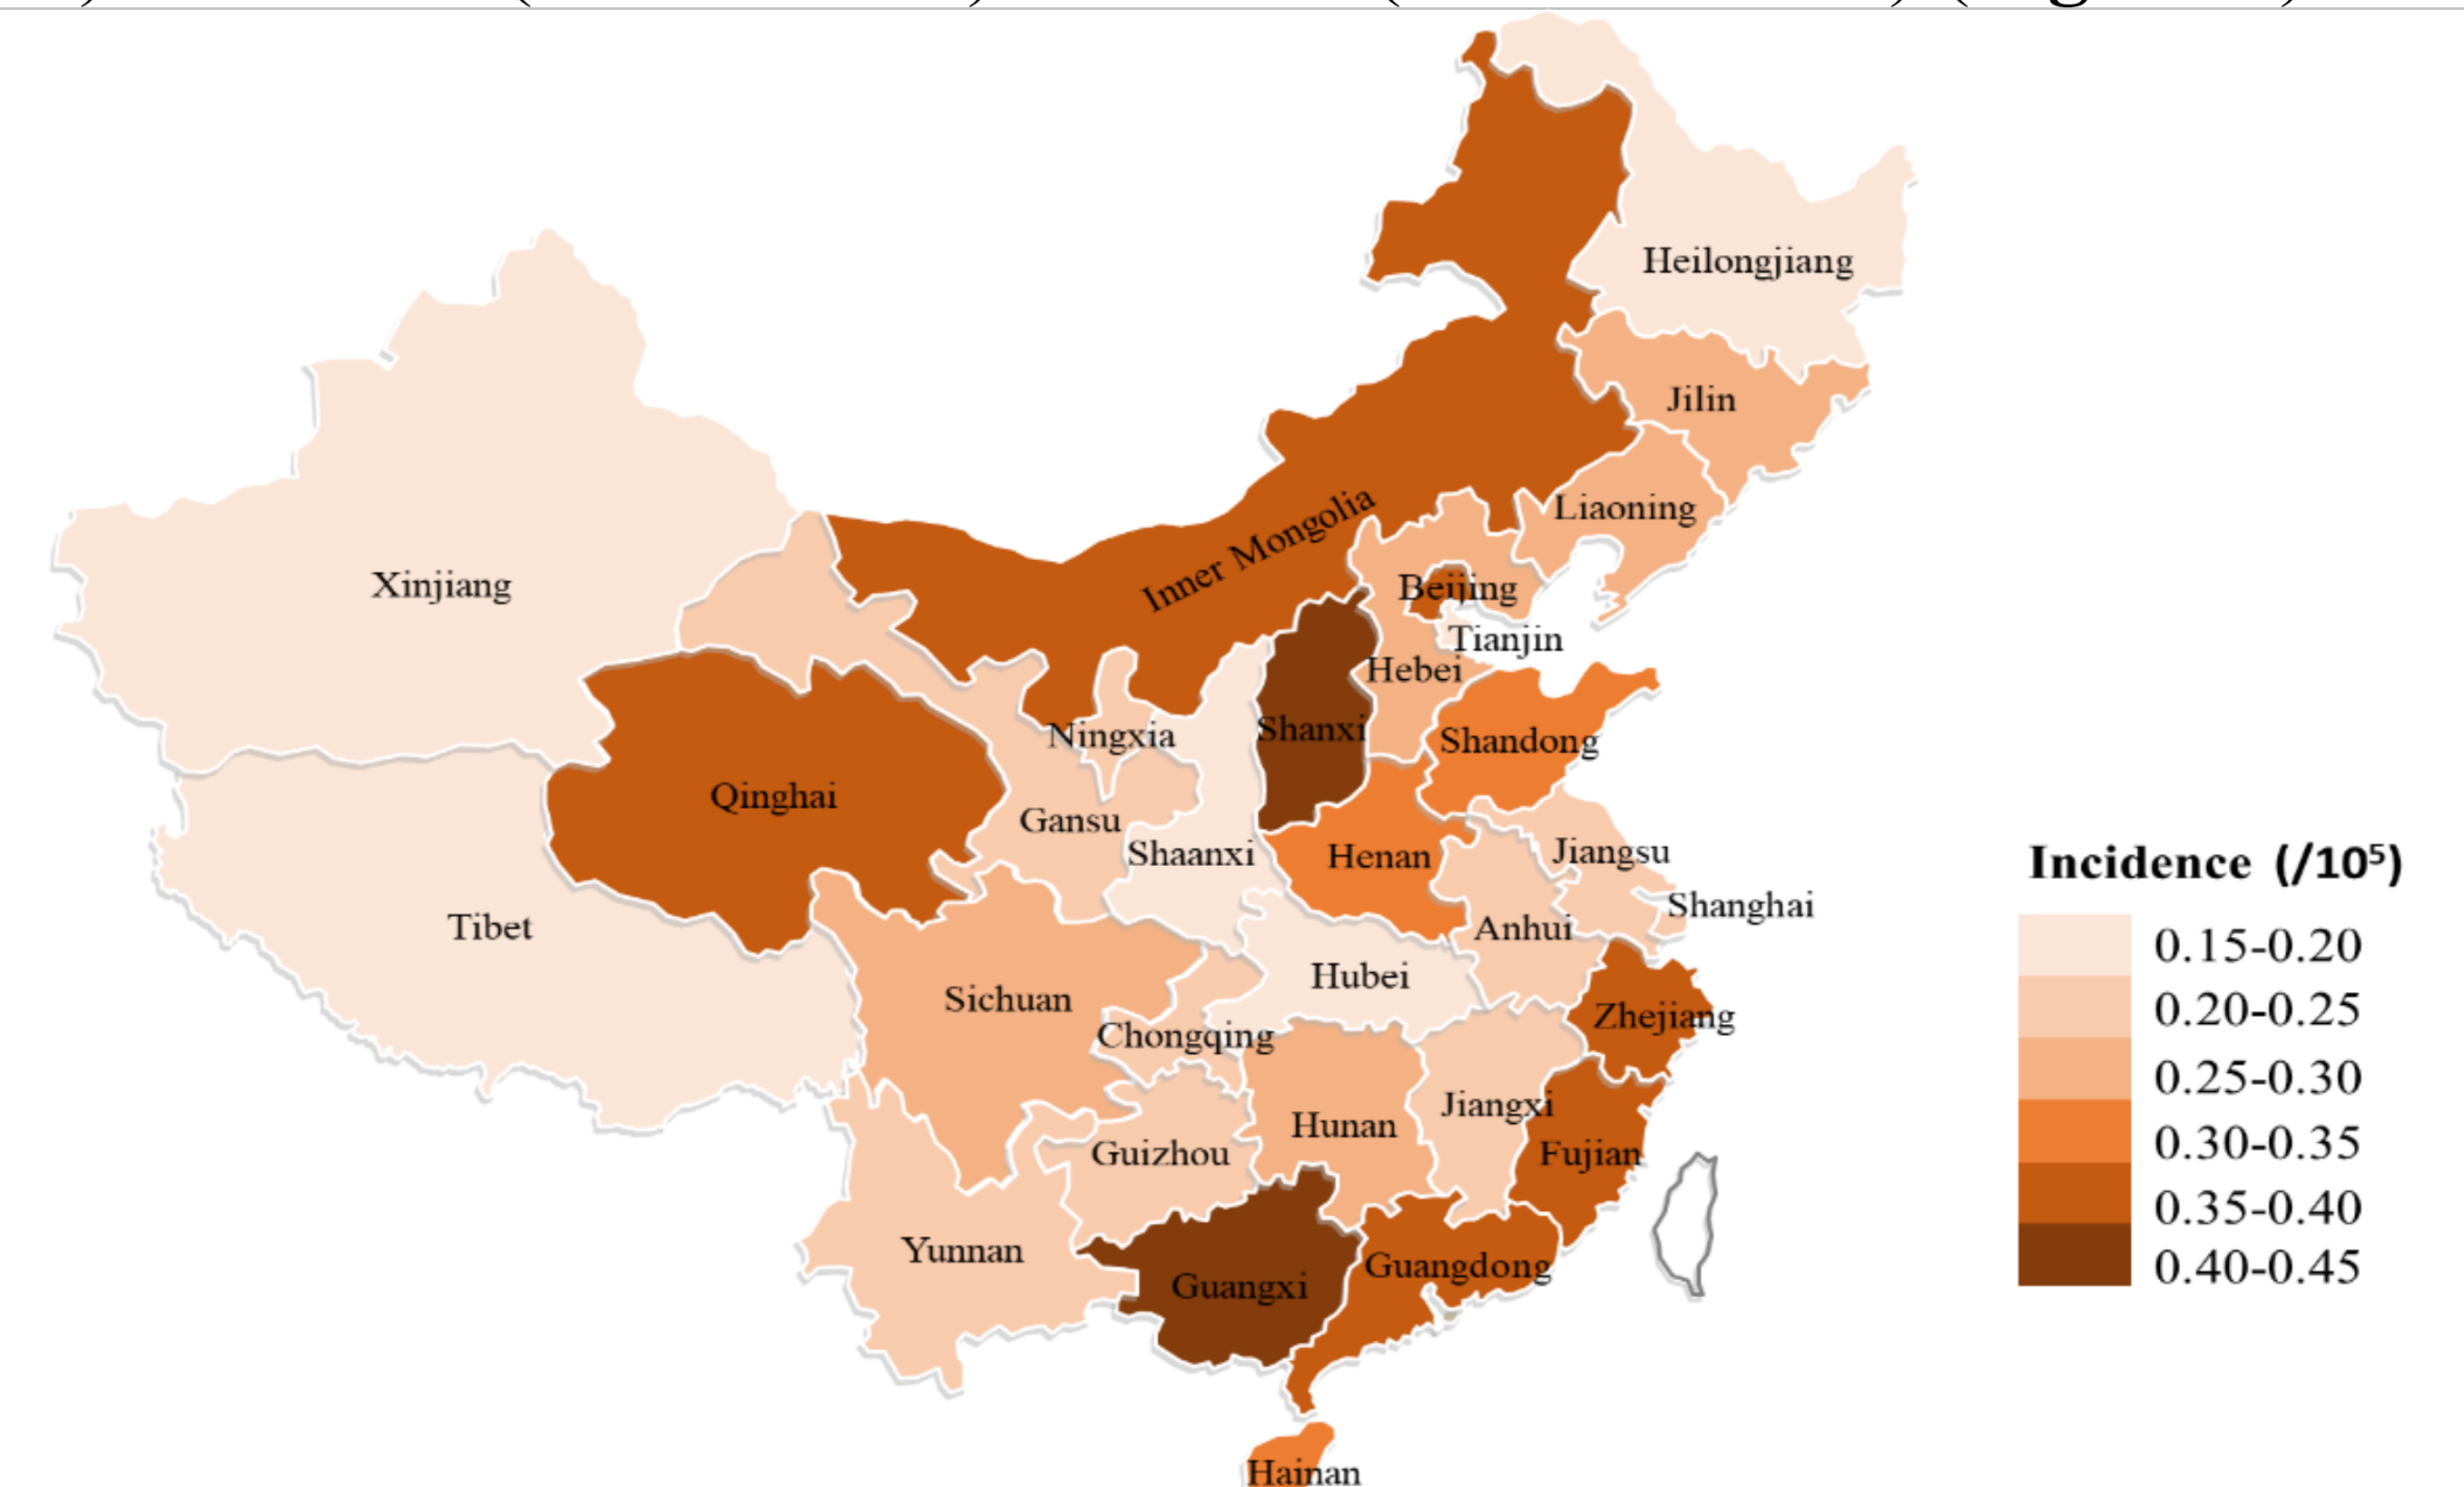 Heilongjiang
Jilin
Liaoning
Inner Mongolia
Xinjiang
Beijing
Tianjin
Hebei
Ningxia
Shanxi
Shandong
Qinghai
Gansu
Shaanxi
Henan
Jiangsu
Shanghai
Tibet
Anhui
Hubei
Sichuan
Zhejiang
Chongqing
Jiangxi
Hunan
Guizhou
Fujian
Yunnan
Guangxi
Guangdong
Hainan
Incidence (/10⁵)
0.15-0.20
0.20-0.25
0.25-0.30
0.30-0.35
0.35-0.40
0.40-0.45